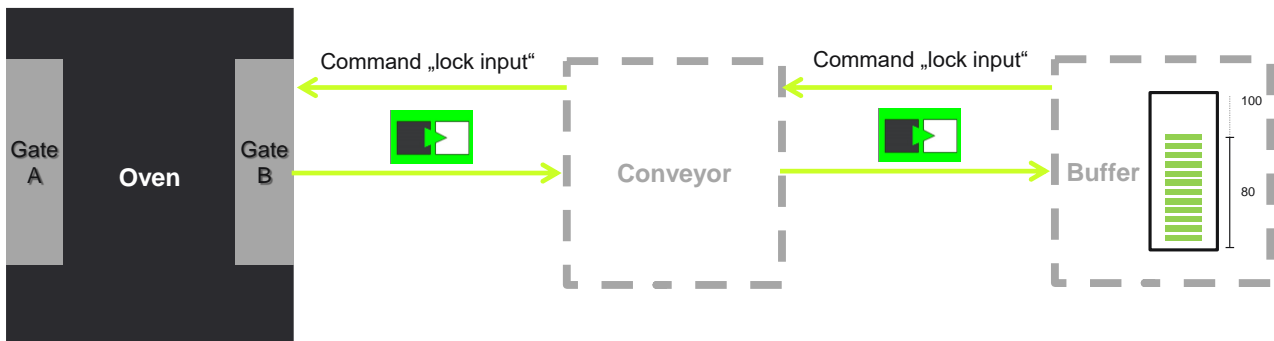 Command „lock input“
Command „lock input“
Gate
A
Oven
Gate
B
Conveyor
Buffer
100
80